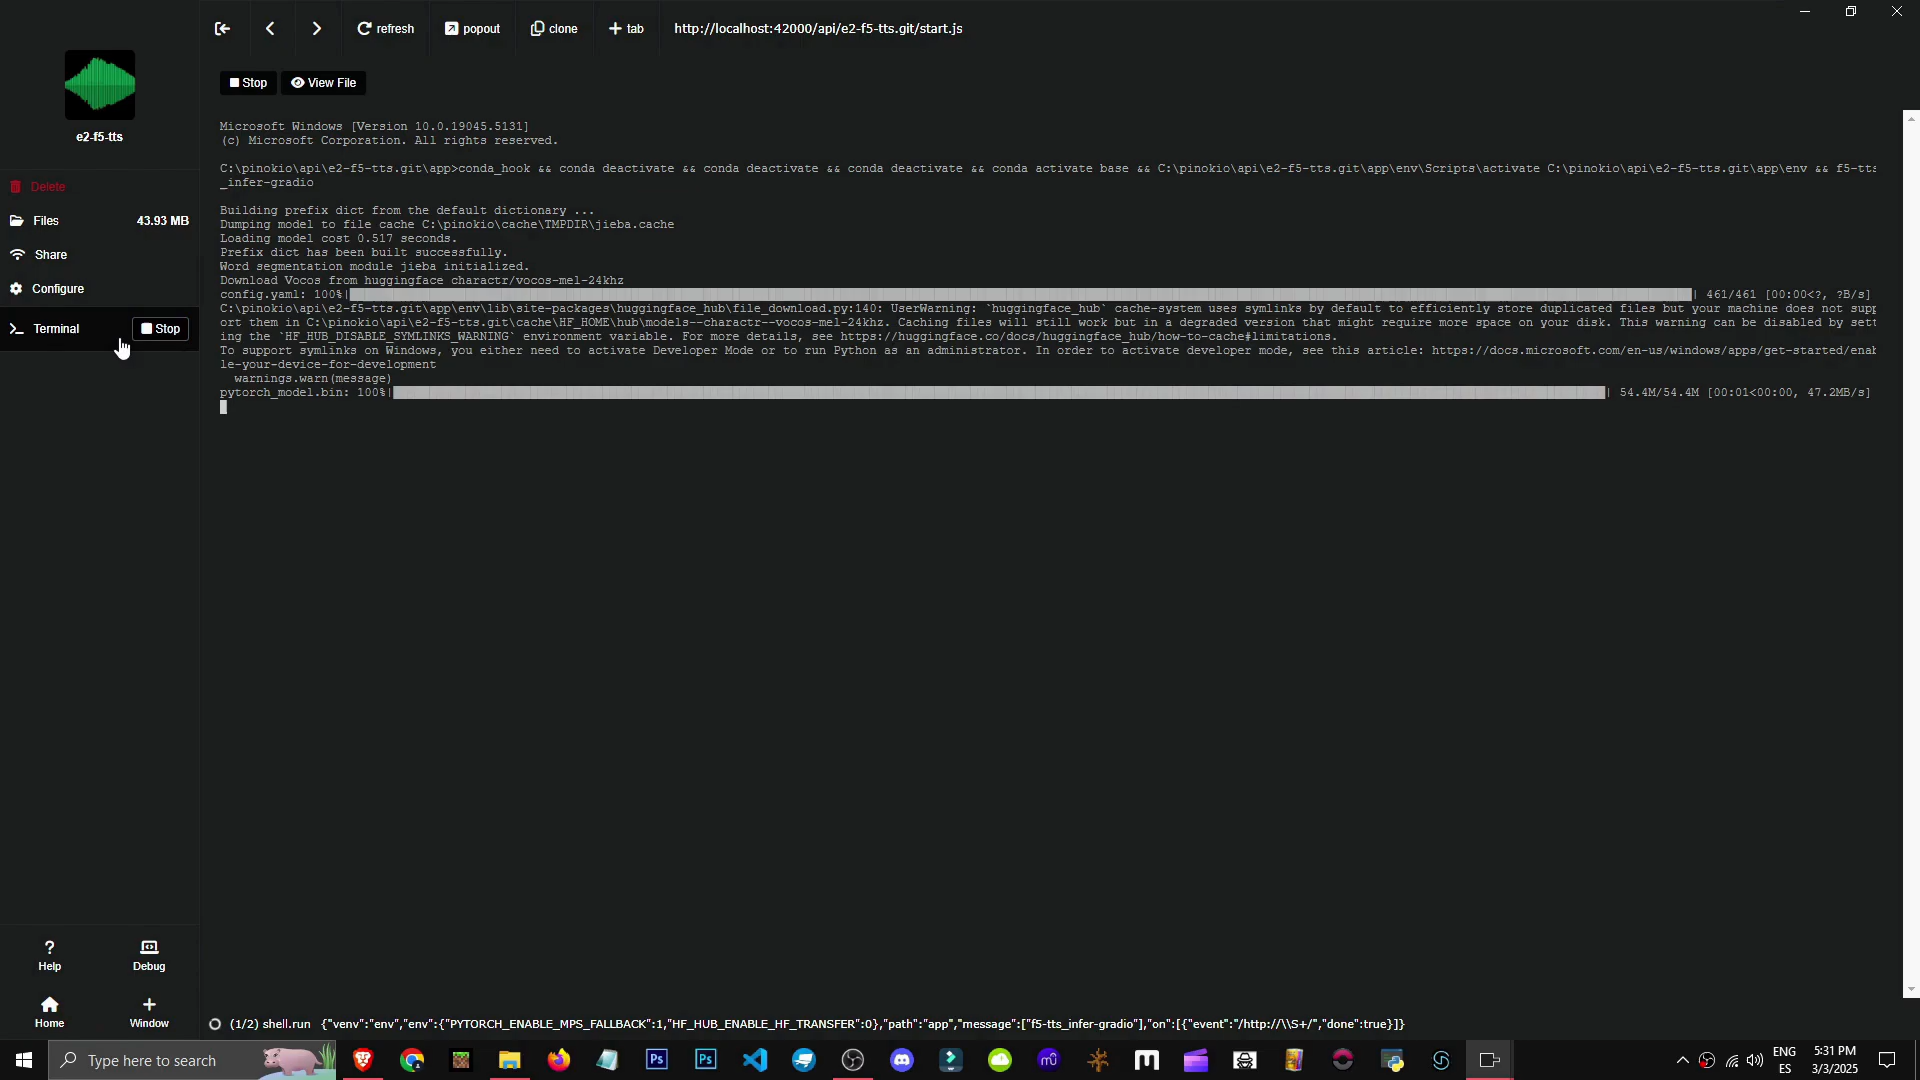 refresh
popout
clone
tab
http://localhost:42000/api/e2-f5-tts.git/start.js
Stop
View File
e2-f5-tts
Delete
Files 43.93 MB
Share
Configure
Terminal Stop
Microsoft Windows [Version 10.0.19045.5131]
(c) Microsoft Corporation. All rights reserved.
C:\pinokio\api\e2-f5-tts.git\app>conda_hook && conda deactivate && conda deactivate && conda deactivate && conda activate base && C:\pinokio\api\e2-f5-tts.git\app\env\Scripts\activate C:\pinokio\api\e2-f5-tts.git\app\env && f5-tts
_infer-gradio
Building prefix dict from the default dictionary ...
Dumping model to file cache C:\pinokio\cache\TMPDIR\jieba.cache
Loading model cost 0.517 seconds.
Prefix dict has been built successfully.
Word segmentation module jieba initialized.
Download Vocos from huggingface charactr/vocos-mel-24khz
config.yaml: 100%| | 461/461 [00:00<?, ?B/s]
C:\pinokio\api\e2-f5-tts.git\app\env\lib\site-packages\huggingface_hub\file_download.py:140: UserWarning: `huggingface_hub` cache-system uses symlinks by default to efficiently store duplicated files but your machine does not supp
ort them in C:\pinokio\api\e2-f5-tts.git\cache\HF_HOME\hub\models--charactr--vocos-mel-24khz. Caching files will still work but in a degraded version that might require more space on your disk. This warning can be disabled by sett
ing the `HF_HUB_DISABLE_SYMLINKS_WARNING` environment variable. For more details, see https://huggingface.co/docs/huggingface_hub/how-to-cache#limitations.
To support symlinks on Windows, you either need to activate Developer Mode or to run Python as an administrator. In order to activate developer mode, see this article: https://docs.microsoft.com/en-us/windows/apps/get-started/enab
le-your-device-for-development
warnings.warn(message)
pytorch_model.bin: 100%| | 54.4M/54.4M [00:01<00:00, 47.2MB/s]
Help
Debug
Home
Window
(1/2) shell.run {"venv":"env","env":{"PYTORCH_ENABLE_MPS_FALLBACK":1,"HF_HUB_ENABLE_HF_TRANSFER":0},"path":"app","message":["f5-tts_infer-gradio"],"on":[{"event":"/http://\\S+/","done":true}]}
Type here to search
Ps
Ps
ENG
ES
5:31 PM
3/3/2025